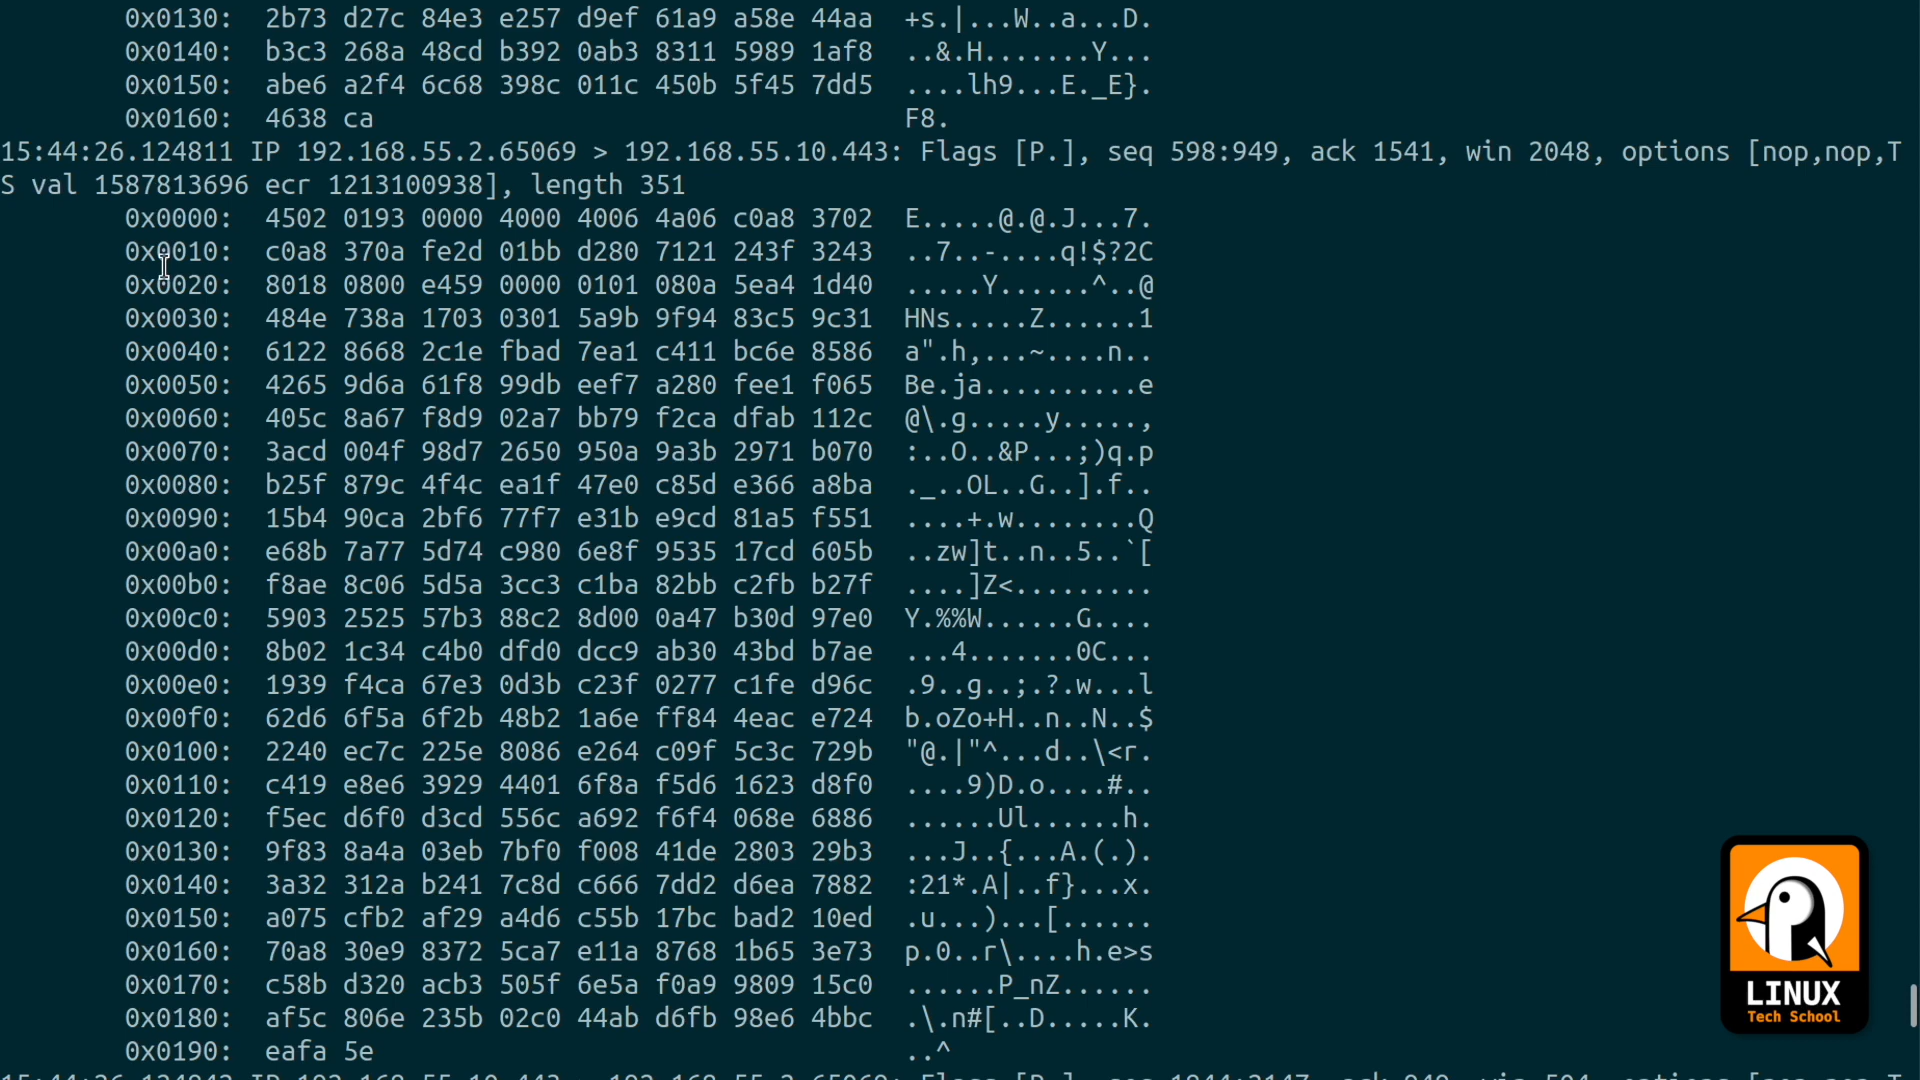 0x0130:  2b73 d27c 84e3 e257 d9ef 61a9 a58e 44aa  +s.|...W..a...D.
0x0140:  b3c3 268a 48cd b392 0ab3 8311 5989 1af8  ..&.H.......Y...
0x0150:  abe6 a2f4 6c68 398c 011c 450b 5f45 7dd5  ....lh9...E._E}.
0x0160:  4638 ca                                  F8.
15:44:26.124811 IP 192.168.55.2.65069 > 192.168.55.10.443: Flags [P.], seq 598:949, ack 1541, win 2048, options [nop,nop,T
S val 1587813696 ecr 1213100938], length 351
0x0000:  4502 0193 0000 4000 4006 4a06 c0a8 3702  E.....@.@.J...7.
0x0010:  c0a8 370a fe2d 01bb d280 7121 243f 3243  ..7..-....q!$?2C
0x0020:  8018 0800 e459 0000 0101 080a 5ea4 1d40  .....Y......^..@
0x0030:  484e 738a 1703 0301 5a9b 9f94 83c5 9c31  HNs.....Z......1
0x0040:  6122 8668 2c1e fbad 7ea1 c411 bc6e 8586  a".h,...~....n..
0x0050:  4265 9d6a 61f8 99db eef7 a280 fee1 f065  Be.ja..........e
0x0060:  405c 8a67 f8d9 02a7 bb79 f2ca dfab 112c  @\.g.....y.....,
0x0070:  3acd 004f 98d7 2650 950a 9a3b 2971 b070  :..O..&P...;)q.p
0x0080:  b25f 879c 4f4c ea1f 47e0 c85d e366 a8ba  ._..OL..G..].f..
0x0090:  15b4 90ca 2bf6 77f7 e31b e9cd 81a5 f551  ....+.w........Q
0x00a0:  e68b 7a77 5d74 c980 6e8f 9535 17cd 605b  ..zw]t..n..5..`[
0x00b0:  f8ae 8c06 5d5a 3cc3 c1ba 82bb c2fb b27f  ....]Z<.........
0x00c0:  5903 2525 57b3 88c2 8d00 0a47 b30d 97e0  Y.%%W......G....
0x00d0:  8b02 1c34 c4b0 dfd0 dcc9 ab30 43bd b7ae  ...4.......0C...
0x00e0:  1939 f4ca 67e3 0d3b c23f 0277 c1fe d96c  .9..g..;.?.w...l
0x00f0:  62d6 6f5a 6f2b 48b2 1a6e ff84 4eac e724  b.oZo+H..n..N..$
0x0100:  2240 ec7c 225e 8086 e264 c09f 5c3c 729b  "@.|"^...d..\<r.
0x0110:  c419 e8e6 3929 4401 6f8a f5d6 1623 d8f0  ....9)D.o....#..
0x0120:  f5ec d6f0 d3cd 556c a692 f6f4 068e 6886  ......Ul......h.
0x0130:  9f83 8a4a 03eb 7bf0 f008 41de 2803 29b3  ...J..{...A.(.).
0x0140:  3a32 312a b241 7c8d c666 7dd2 d6ea 7882  :21*.A|..f}...x.
0x0150:  a075 cfb2 af29 a4d6 c55b 17bc bad2 10ed  .u...)...[......
0x0160:  70a8 30e9 8372 5ca7 e11a 8768 1b65 3e73  p.0..r\....h.e>s
0x0170:  c58b d320 acb3 505f 6e5a f0a9 9809 15c0  ......P_nZ......
0x0180:  af5c 806e 235b 02c0 44ab d6fb 98e6 4bbc  .\.n#[..D.....K.
0x0190:  eafa 5e                                  ..^
LINUX
Tech School